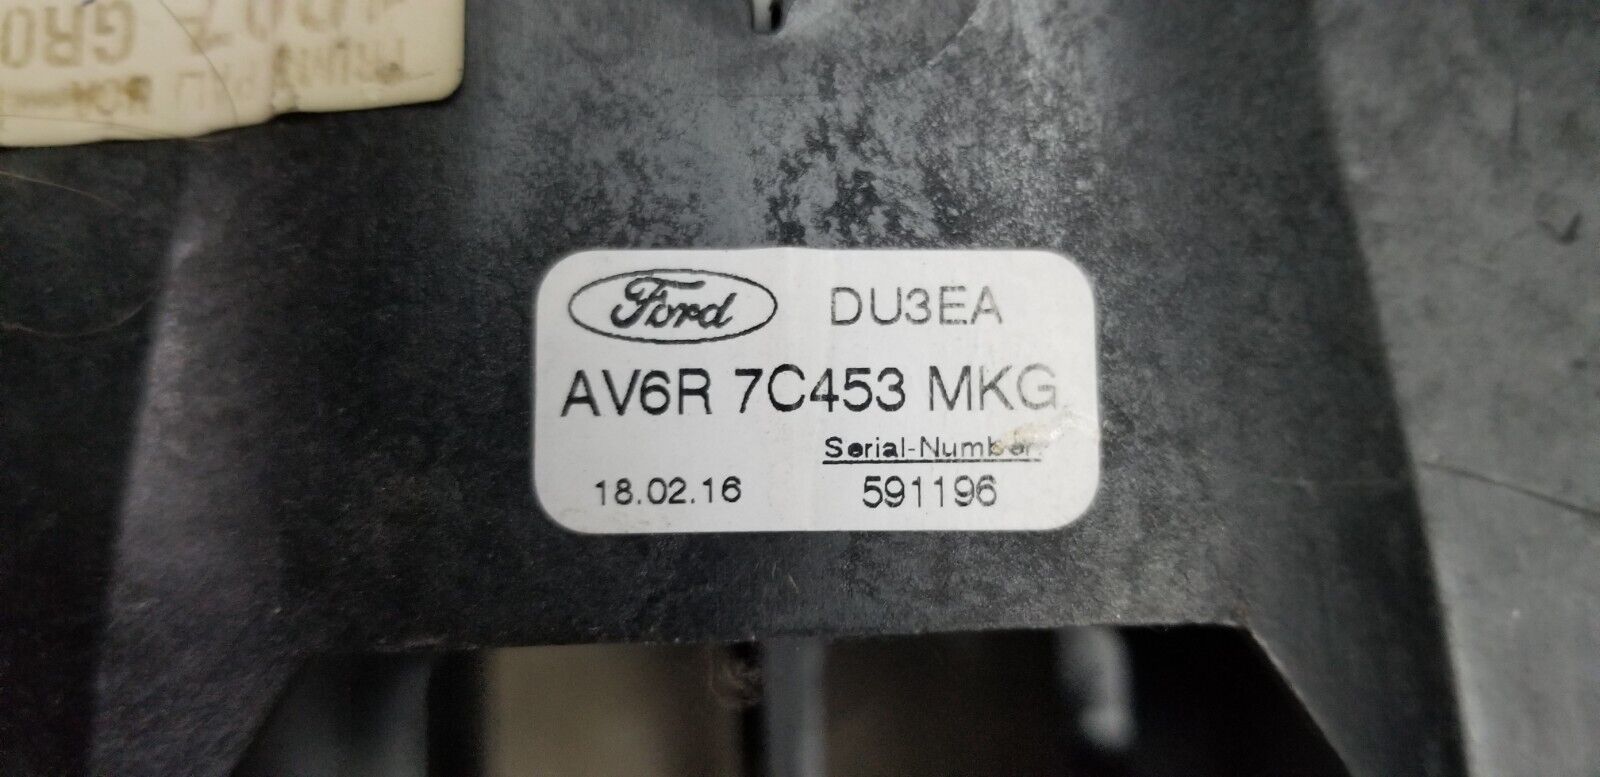 Ford DU3EA
AV6R 7C453 MKG
Serial-Number
18.02.16 591196